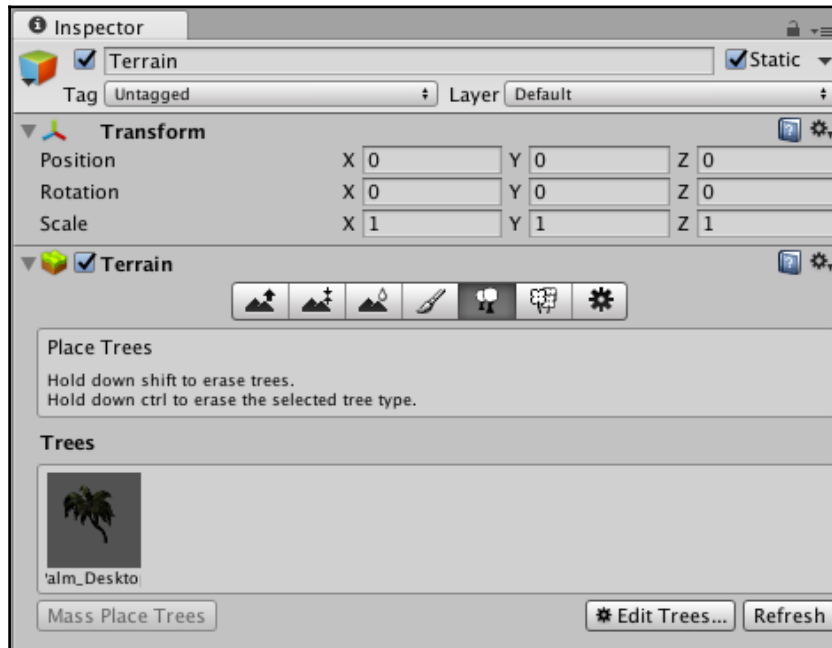 Inspector
Terrain Static
Tag Untagged Layer Default
Transform
Position X 0 Y 0 Z 0
Rotation X 0 Y 0 Z 0
Scale X 1 Y 1 Z 1
Terrain
Place Trees
Hold down shift to erase trees.
Hold down ctrl to erase the selected tree type.
Trees
alm_Deskto
Mass Place Trees Edit Trees... Refresh